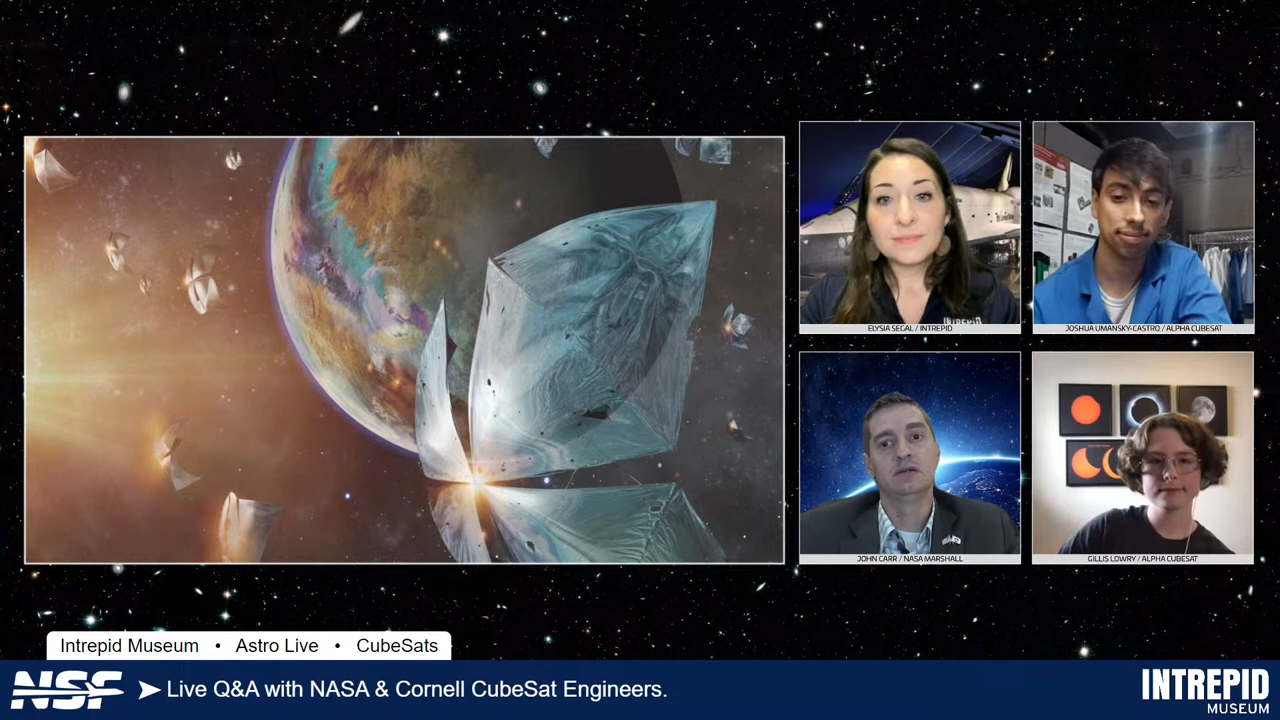 INTREPID
ELYSIA SEGAL / INTREPID
JOSHUA UMANSKY-CASTRO / ALPHA CUBESAT
JOHN CARR / NASA MARSHALL
GILLIS LOWRY / ALPHA CUBESAT
Intrepid Museum • Astro Live • CubeSats
NSF
Live Q&A with NASA & Cornell CubeSat Engineers.
INTREPID
MUSEUM